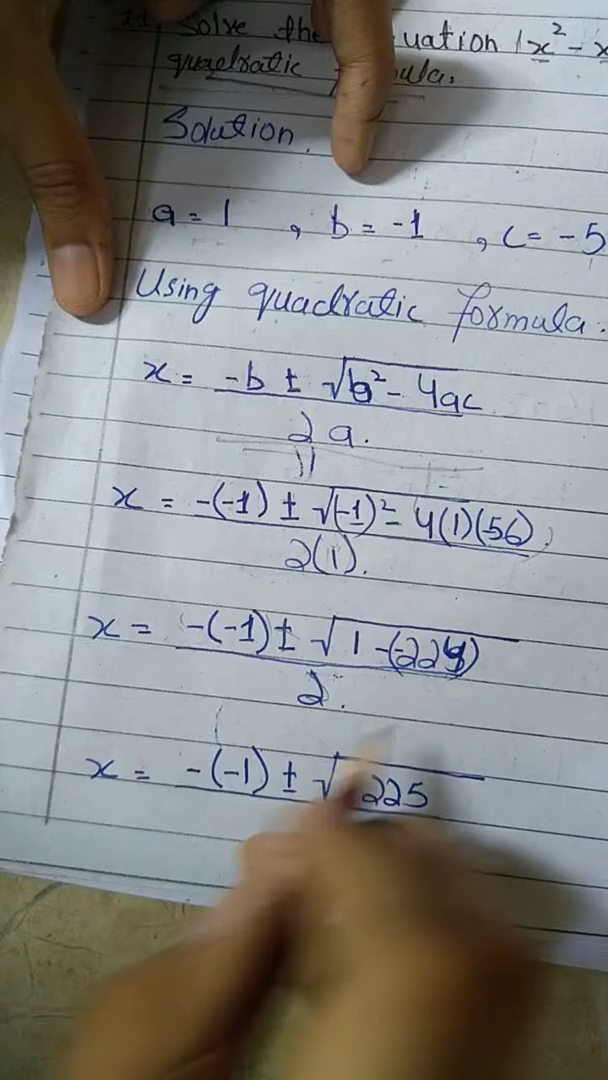 Solve the uation 1x² - x
quadratic ula.
Solution.
a = 1 , b = -1 , c = -5
Using quadratic formula.
x = -b ± √b² - 4ac
2a.
x = -(-1) ± √(-1)² - 4(1)(56)
2(1).
x = -(-1) ± √1 - (-224)
2.
x = -(-1) ± √225